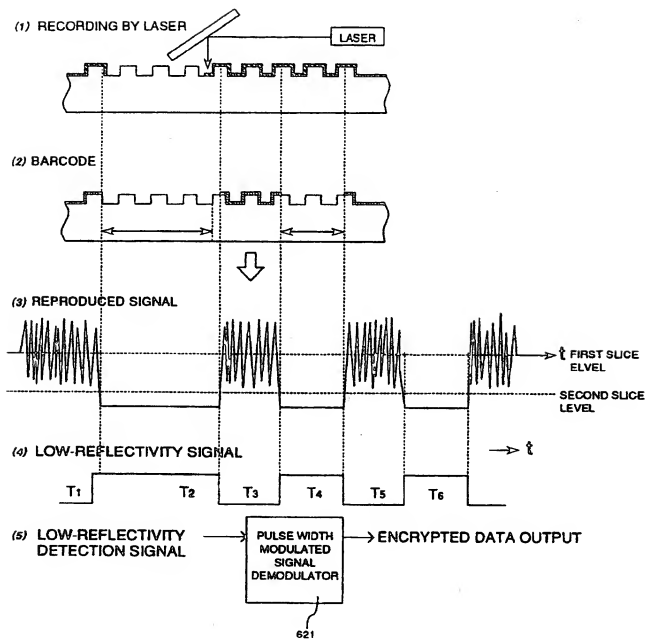 (1) RECORDING BY LASER
LASER
(2) BARCODE
(3) REPRODUCED SIGNAL
t FIRST SLICE
ELVEL
SECOND SLICE
LEVEL
(4) LOW-REFLECTIVITY SIGNAL
t
T1 T2 T3 T4 T5 T6
(5) LOW-REFLECTIVITY
DETECTION SIGNAL
PULSE WIDTH
MODULATED
SIGNAL
DEMODULATOR
ENCRYPTED DATA OUTPUT
621